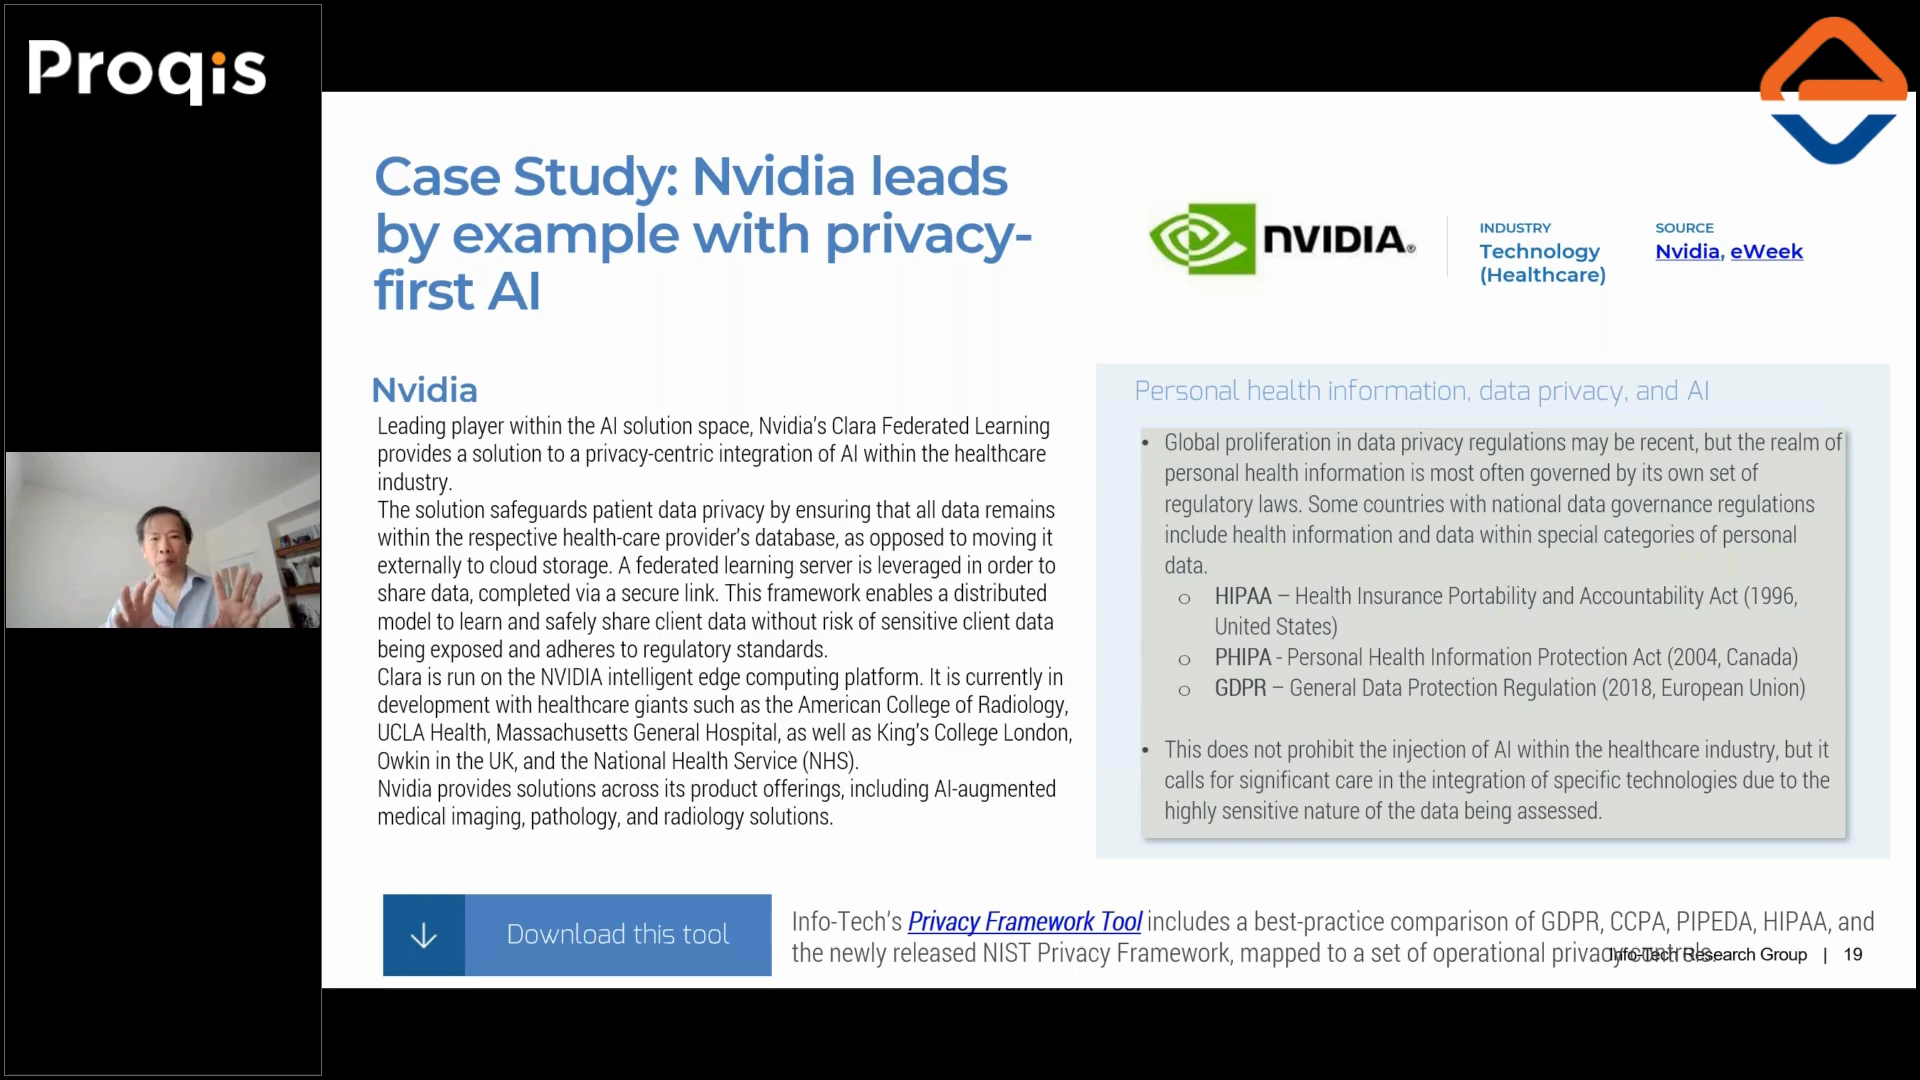 Proqis
Case Study: Nvidia leads
by example with privacy-
first AI
NVIDIA®
INDUSTRY
Technology
(Healthcare)
SOURCE
Nvidia, eWeek
Nvidia
Leading player within the AI solution space, Nvidia's Clara Federated Learning
provides a solution to a privacy-centric integration of AI within the healthcare
industry.
The solution safeguards patient data privacy by ensuring that all data remains
within the respective health-care provider's database, as opposed to moving it
externally to cloud storage. A federated learning server is leveraged in order to
share data, completed via a secure link. This framework enables a distributed
model to learn and safely share client data without risk of sensitive client data
being exposed and adheres to regulatory standards.
Clara is run on the NVIDIA intelligent edge computing platform. It is currently in
development with healthcare giants such as the American College of Radiology,
UCLA Health, Massachusetts General Hospital, as well as King's College London,
Owkin in the UK, and the National Health Service (NHS).
Nvidia provides solutions across its product offerings, including AI-augmented
medical imaging, pathology, and radiology solutions.
Personal health information, data privacy, and AI
• Global proliferation in data privacy regulations may be recent, but the realm of
personal health information is most often governed by its own set of
regulatory laws. Some countries with national data governance regulations
include health information and data within special categories of personal
data.
o HIPAA – Health Insurance Portability and Accountability Act (1996,
United States)
o PHIPA - Personal Health Information Protection Act (2004, Canada)
o GDPR – General Data Protection Regulation (2018, European Union)
• This does not prohibit the injection of AI within the healthcare industry, but it
calls for significant care in the integration of specific technologies due to the
highly sensitive nature of the data being assessed.
Download this tool
Info-Tech's Privacy Framework Tool includes a best-practice comparison of GDPR, CCPA, PIPEDA, HIPAA, and
the newly released NIST Privacy Framework, mapped to a set of operational privacy controls.
Info-Tech Research Group | 19